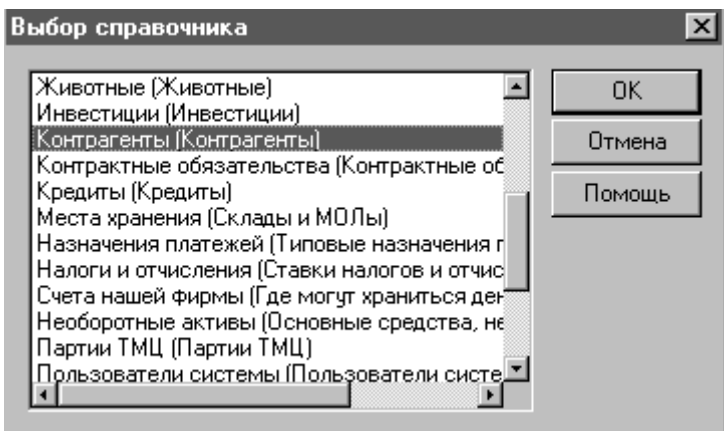 Выбор справочника
Животные (Животные)
Инвестиции (Инвестиции)
Контрагенты (Контрагенты)
Контрактные обязательства (Контрактные об
Кредиты (Кредиты)
Места хранения (Склады и МОЛы)
Назначения платежей (Типовые назначения п
Налоги и отчисления (Ставки налогов и отчис
Счета нашей фирмы (Где могут храниться ден
Необоротные активы (Основные средства, не
Партии ТМЦ (Партии ТМЦ)
Пользователи системы (Пользователи систе
OK
Отмена
Помощь